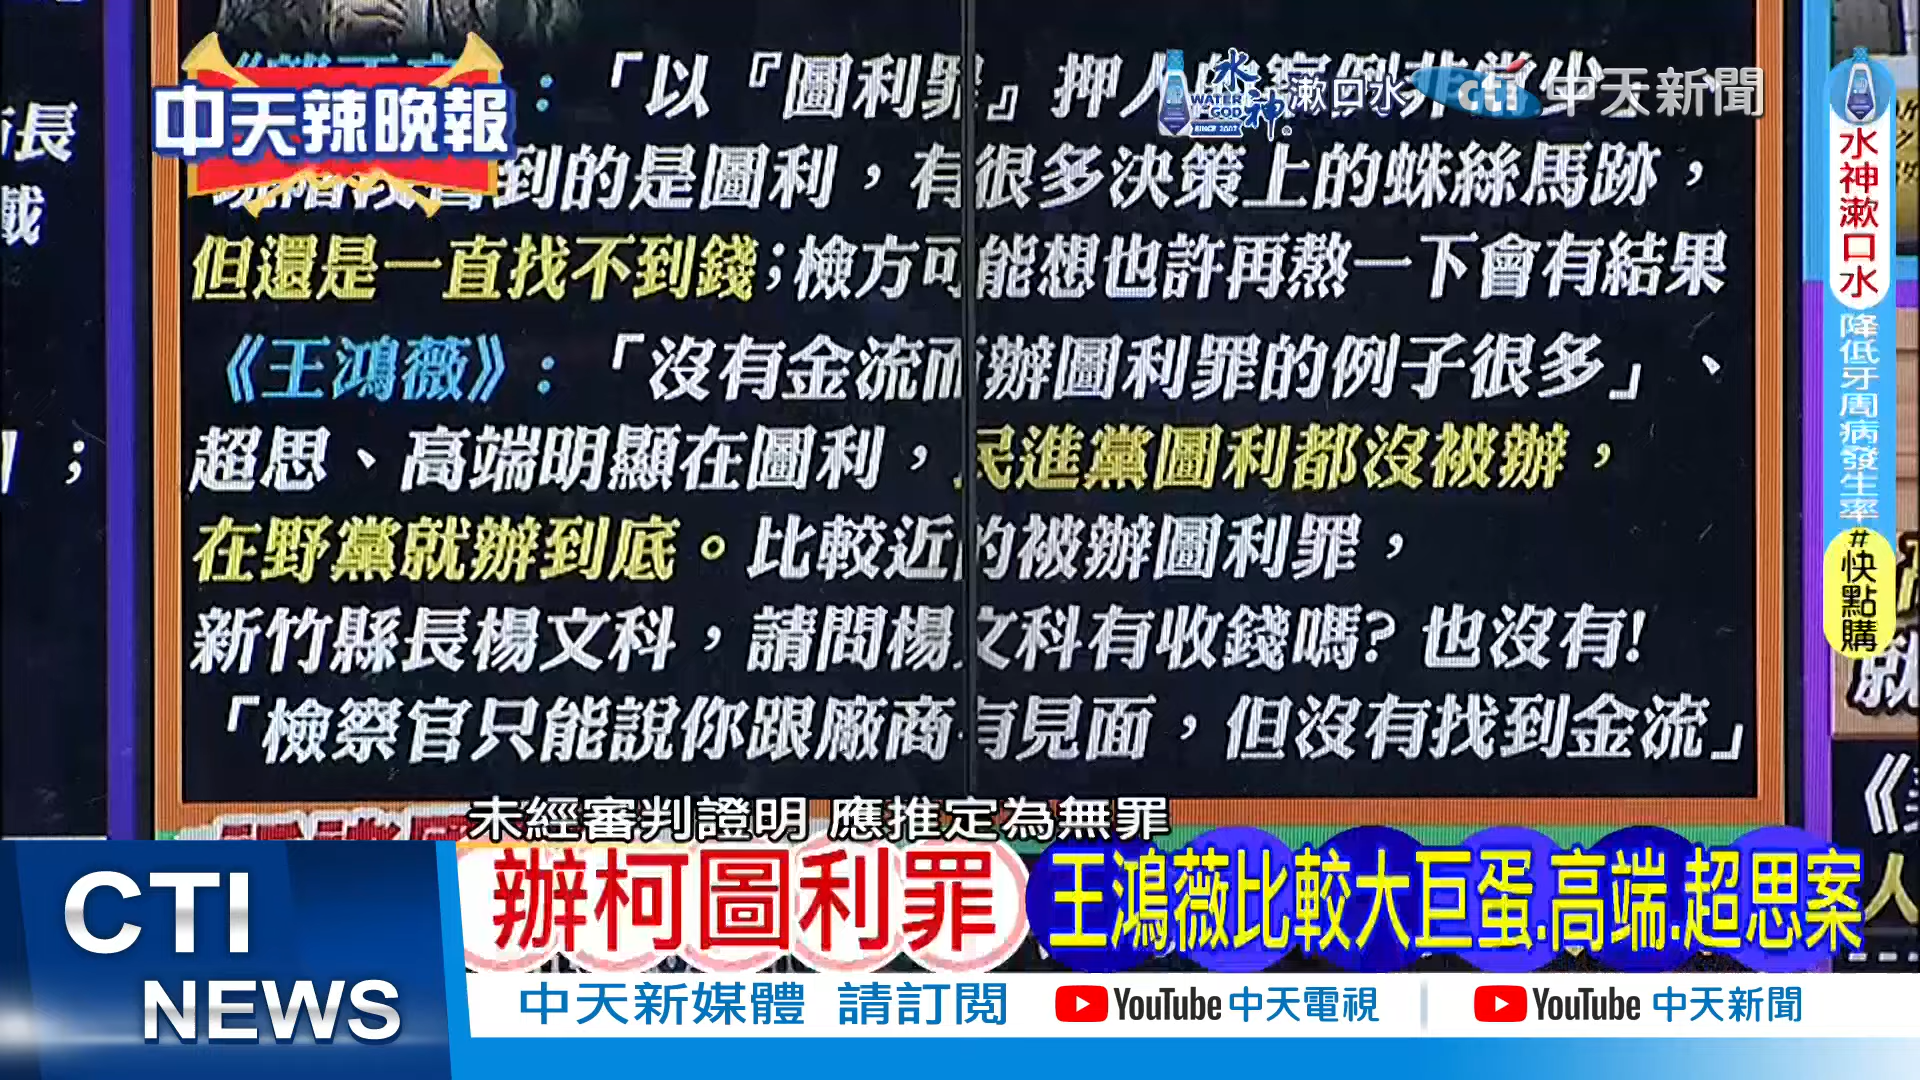 中天辣晚報
:「以『圖利罪』押人
水神
WATER GOD
SINCE 2007
漱口水
cti 中天新聞
到的是圖利，有很多決策上的蛛絲馬跡，
但還是一直找不到錢;檢方可能想也許再熬一下會有結果
《王鴻薇》:「沒有金流而辦圖利罪的例子很多」、
超思、高端明顯在圖利，民進黨圖利都沒被辦，
在野黨就辦到底。比較近的被辦圖利罪，
新竹縣長楊文科，請問楊文科有收錢嗎? 也沒有!
「檢察官只能說你跟廠商有見面，但沒有找到金流」
長
；
水神漱口水
降低牙周病發生率
#快點購
就
未經審判證明 應推定為無罪
辦柯圖利罪
王鴻薇比較大巨蛋.高端.超思案
人
CTI NEWS
中天新媒體 請訂閱
YouTube 中天電視
YouTube 中天新聞